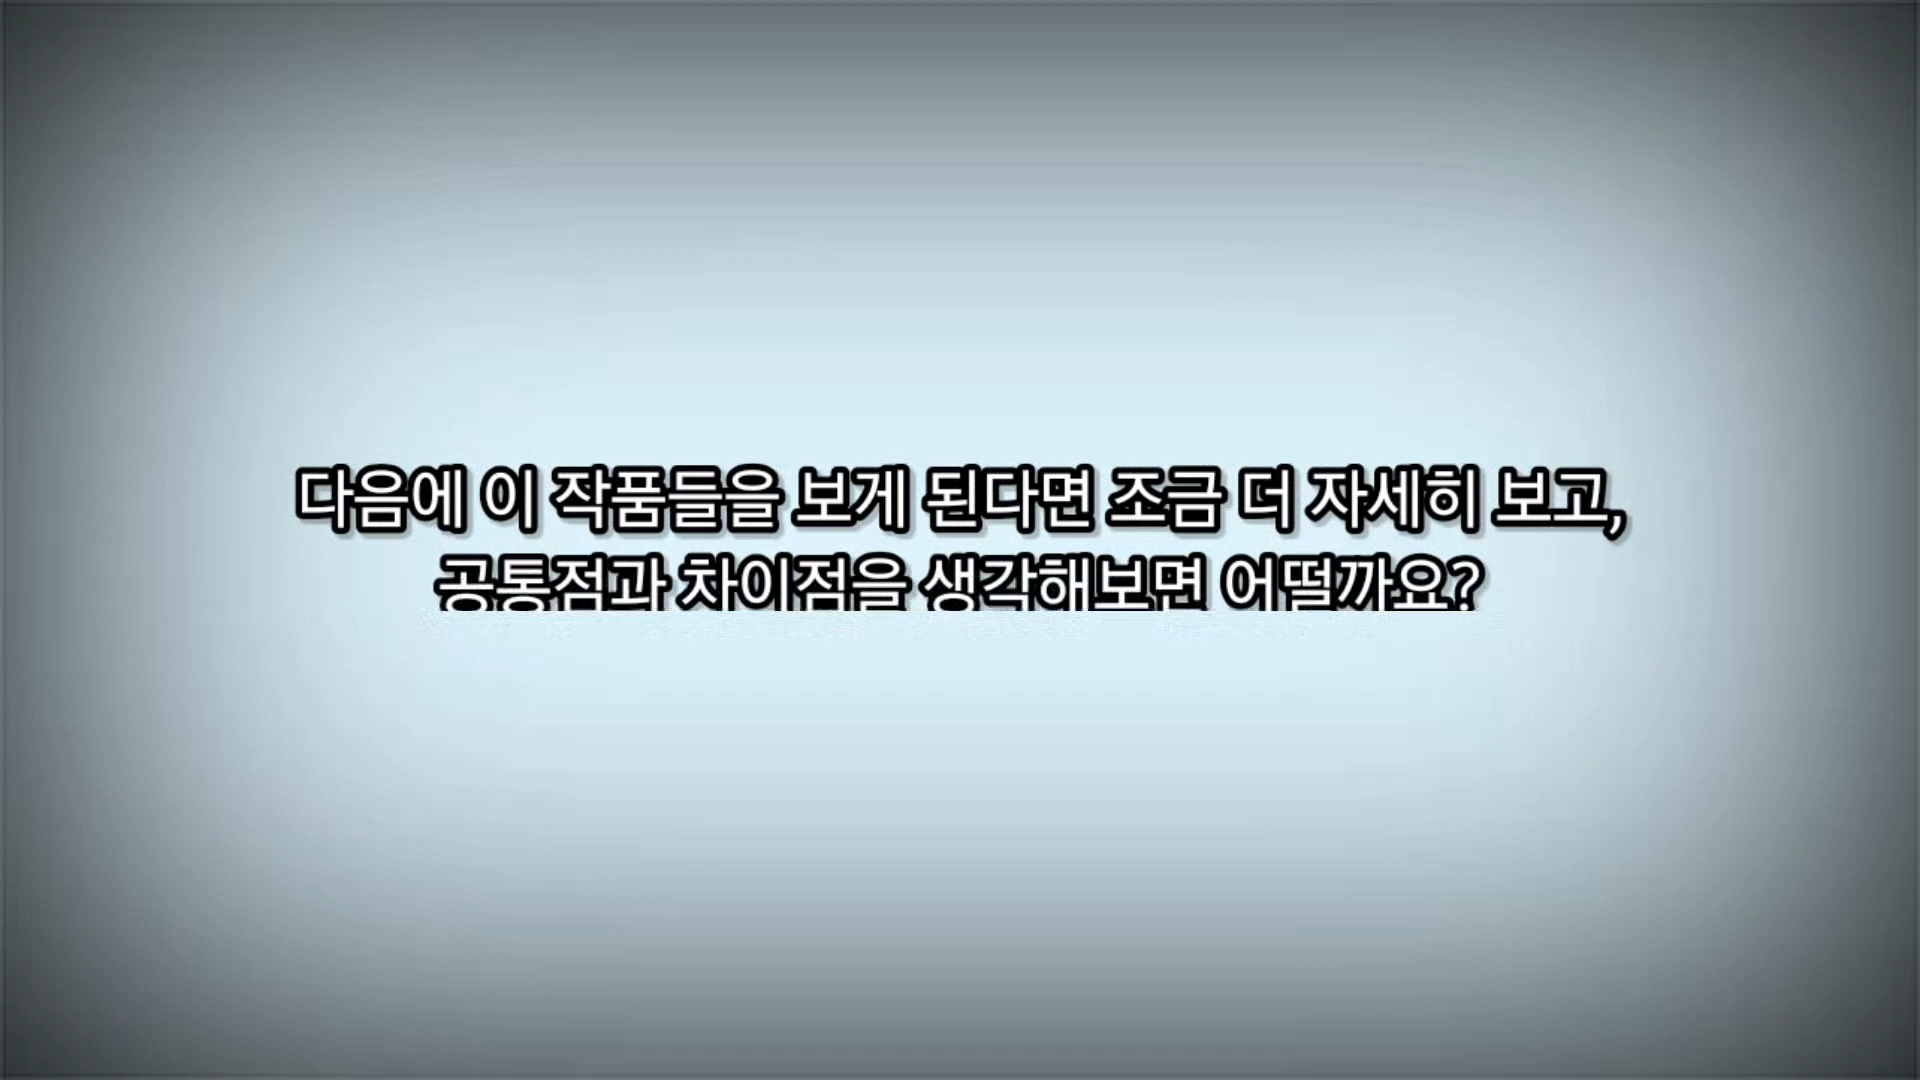 다음에 이 작품들을 보게 된다면 조금 더 자세히 보고,
공통점과 차이점을 생각해보면 어떨까요?